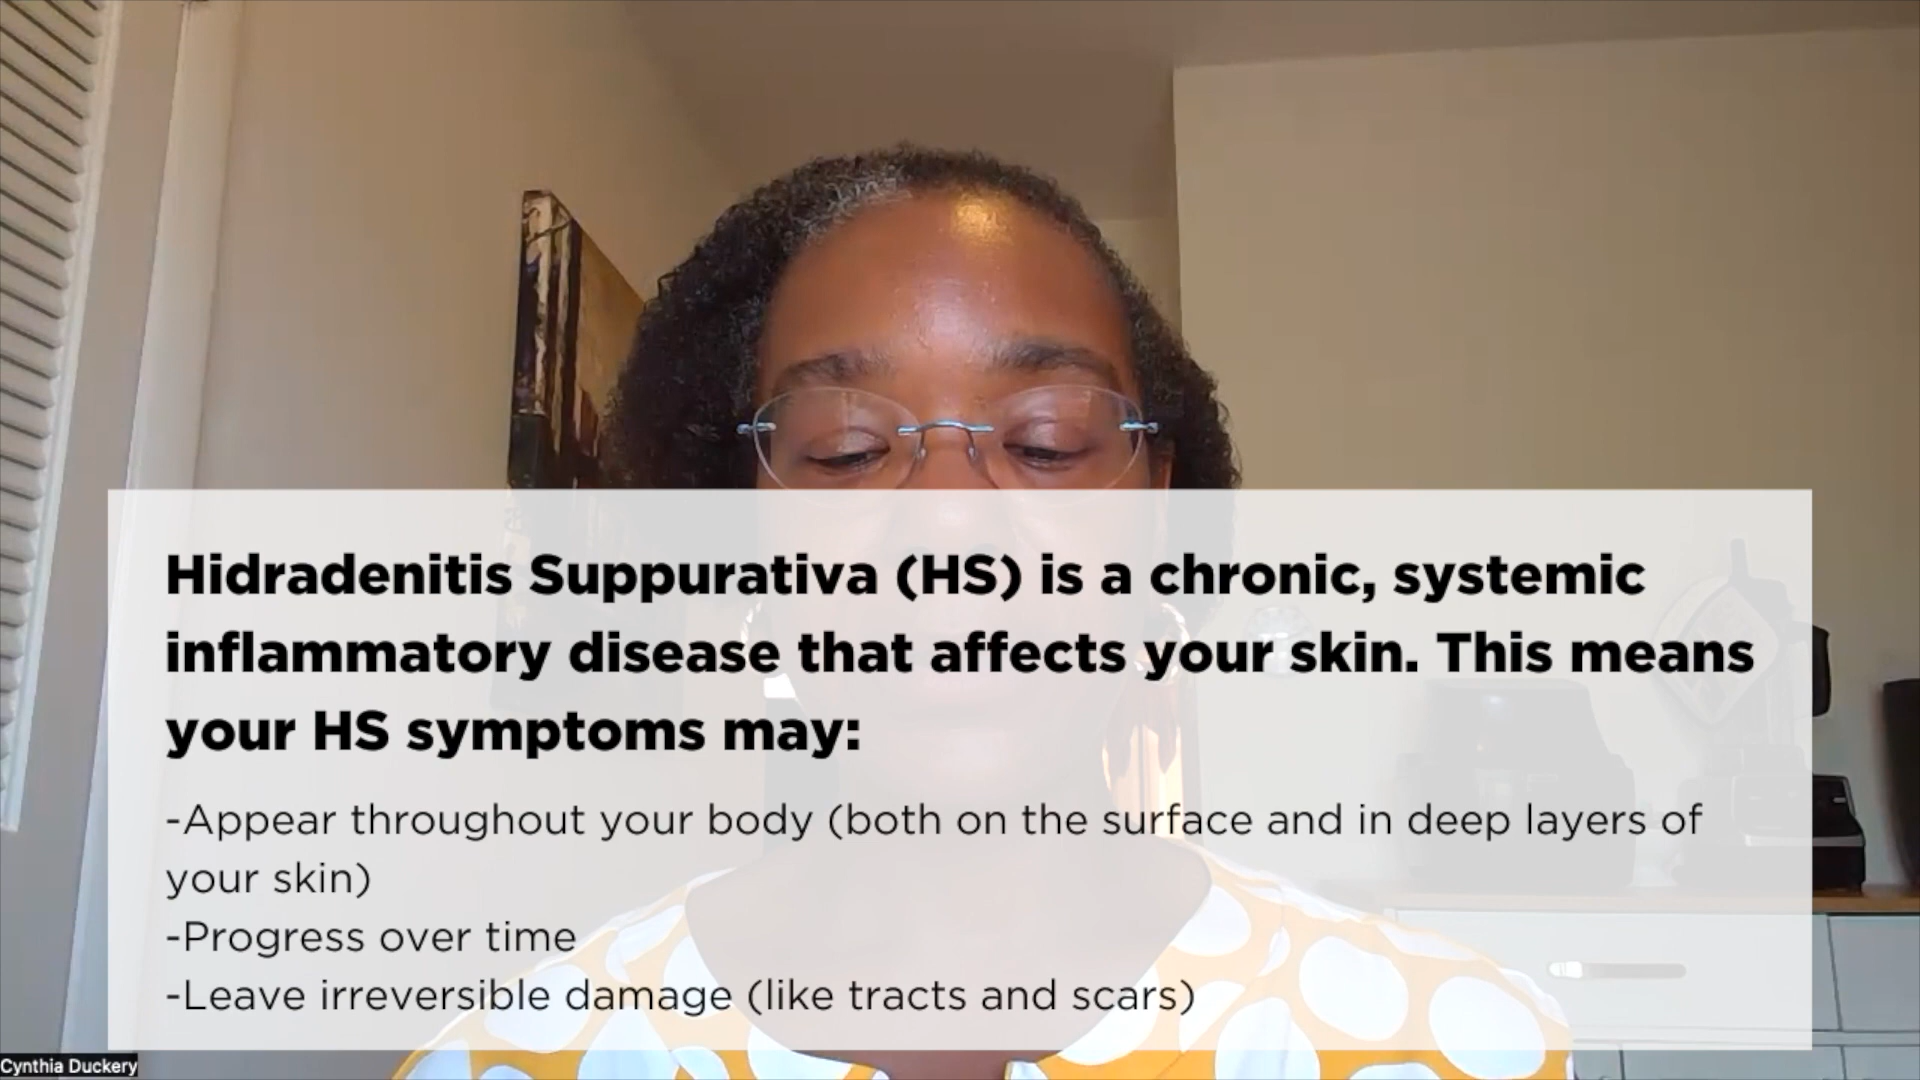 Hidradenitis Suppurativa (HS) is a chronic, systemic
inflammatory disease that affects your skin. This means
your HS symptoms may:
-Appear throughout your body (both on the surface and in deep layers of
your skin)
-Progress over time
-Leave irreversible damage (like tracts and scars)
Cynthia Duckery